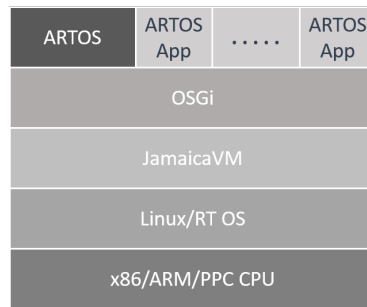 ARTOS
ARTOS
App
.....
ARTOS
App
OSGi
JamaicaVM
Linux/RT OS
x86/ARM/PPC CPU